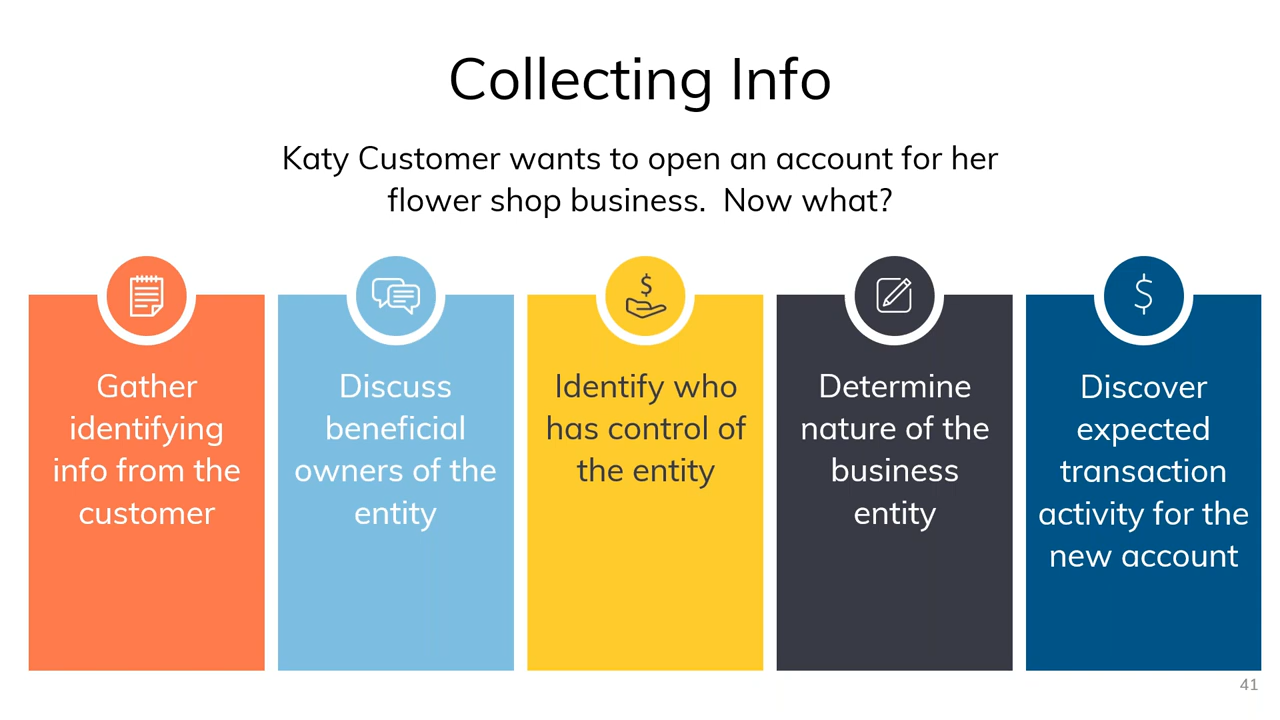 Collecting Info
Katy Customer wants to open an account for her
flower shop business.  Now what?
Gather
identifying
info from the
customer
Discuss
beneficial
owners of the
entity
Identify who
has control of
the entity
Determine
nature of the
business
entity
Discover
expected
transaction
activity for the
new account
41